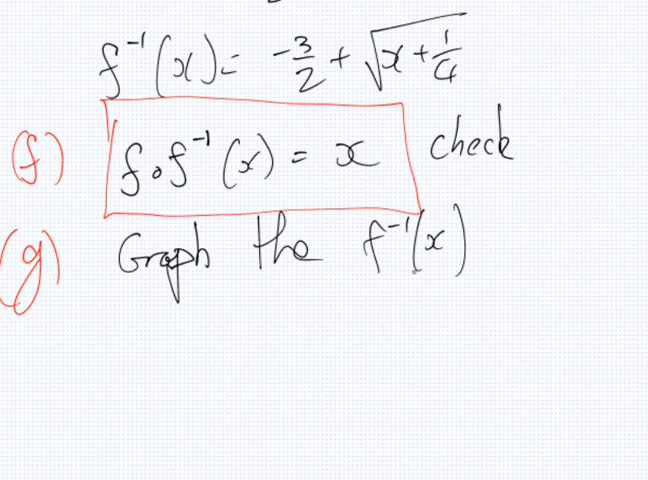 f⁻¹(x) = -3/2 + √(x + 1/4)
(f) f∘f⁻¹(x) = x check
(g) Graph the f⁻¹(x)